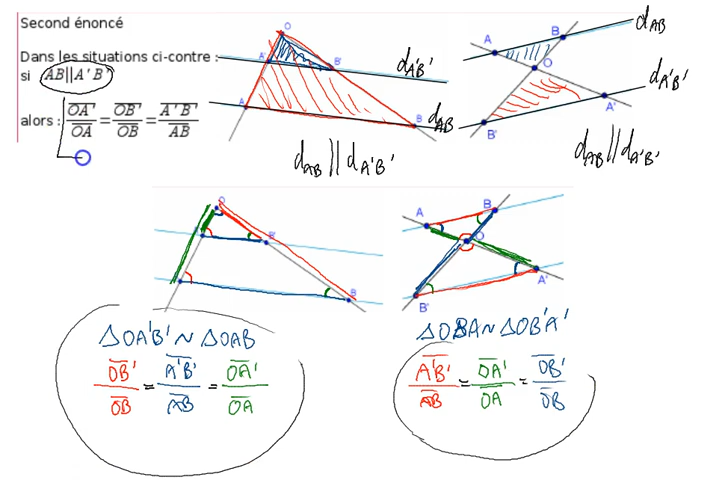 Second énoncé
Dans les situations ci-contre :
si AB||A'B'
alors : OA'/OA = OB'/OB = A'B'/AB
O
A'
B'
A
B
d_A'B'
d_AB
d_AB || d_A'B'
A
B
O
A'
B'
d_AB
d_A'B'
d_AB || d_A'B'
O
B'
B
A
B
O
A'
B'
ΔOA'B' ~ ΔOAB
OB'/OB = A'B'/AB = OA'/OA
ΔOBA ~ ΔOB'A'
A'B'/AB = OA'/OA = OB'/OB